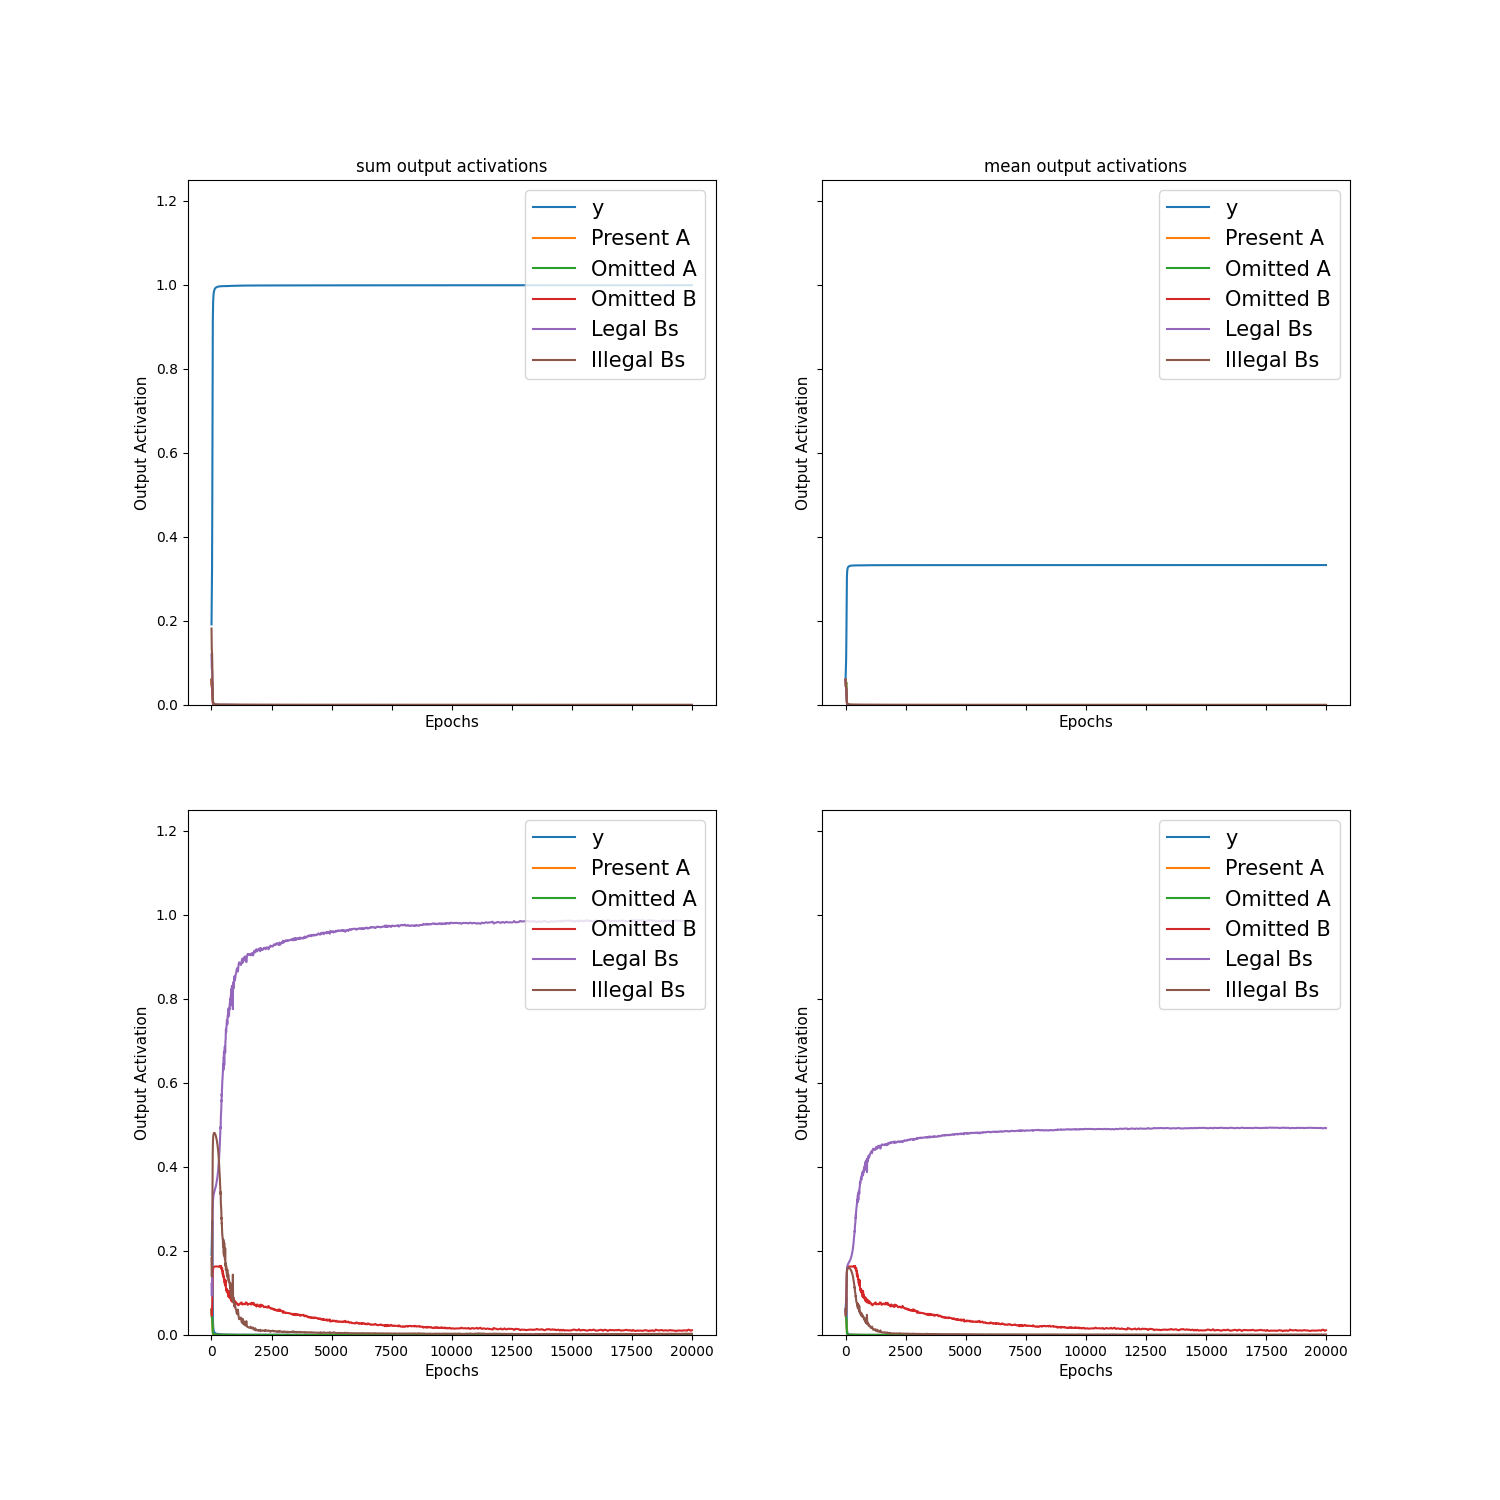 sum output activations
mean output activations
1.2
1.0
0.8
0.6
0.4
0.2
0.0
Output Activation
y
Present A
Omitted A
Omitted B
Legal Bs
Illegal Bs
Epochs
Output Activation
y
Present A
Omitted A
Omitted B
Legal Bs
Illegal Bs
Epochs
1.2
1.0
0.8
0.6
0.4
0.2
0.0
Output Activation
y
Present A
Omitted A
Omitted B
Legal Bs
Illegal Bs
0 2500 5000 7500 10000 12500 15000 17500 20000
Epochs
Output Activation
y
Present A
Omitted A
Omitted B
Legal Bs
Illegal Bs
0 2500 5000 7500 10000 12500 15000 17500 20000
Epochs